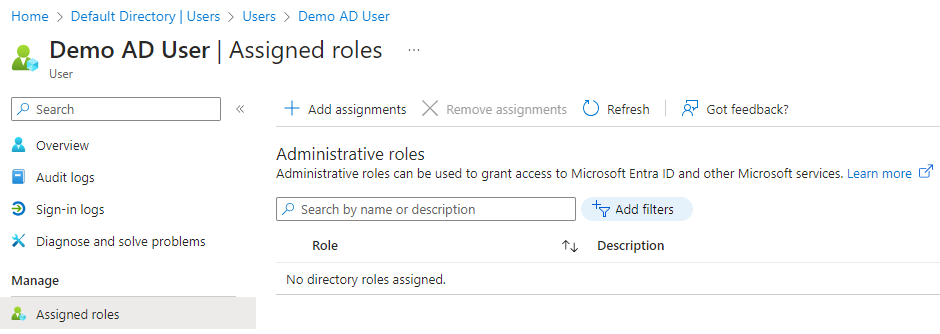 Home > Default Directory | Users > Users > Demo AD User
Demo AD User | Assigned roles ...
User
Search «
Overview
Audit logs
Sign-in logs
Diagnose and solve problems
Manage
Assigned roles
Add assignments Remove assignments Refresh Got feedback?
Administrative roles
Administrative roles can be used to grant access to Microsoft Entra ID and other Microsoft services. Learn more
Search by name or description Add filters
Role Description
No directory roles assigned.